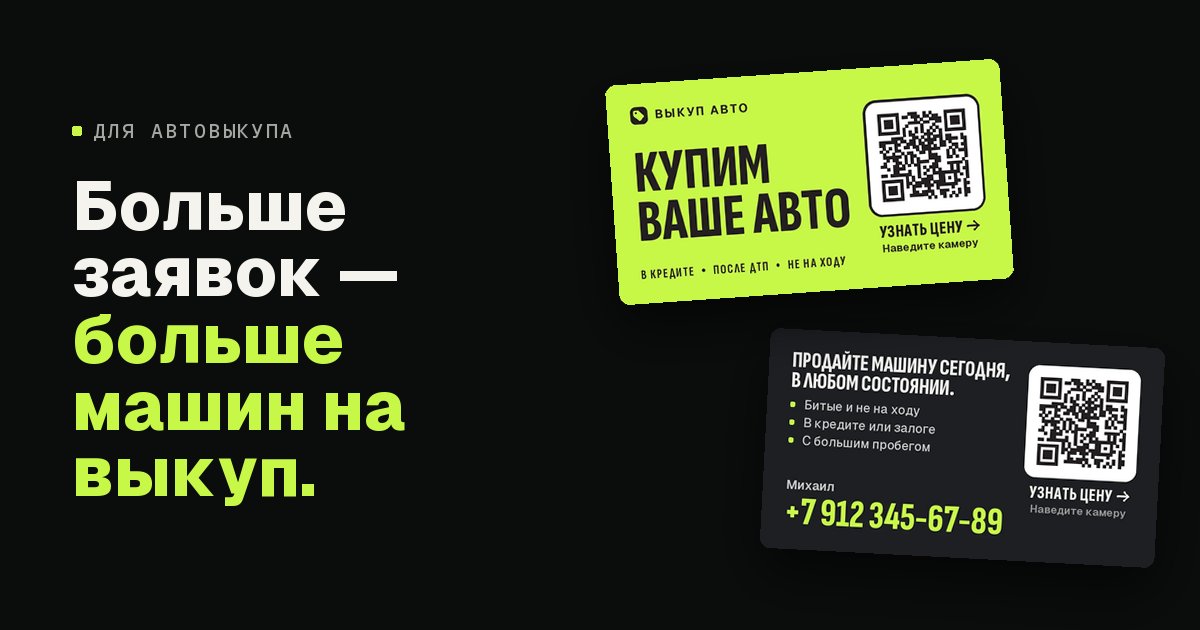 ДЛЯ АВТОВЫКУПА
Больше
заявок —
больше
машин на
выкуп.
ВЫКУП АВТО
КУПИМ
ВАШЕ АВТО
В КРЕДИТЕ • ПОСЛЕ ДТП • НЕ НА ХОДУ
УЗНАТЬ ЦЕНУ →
Наведите камеру
ПРОДАЙТЕ МАШИНУ СЕГОДНЯ,
В ЛЮБОМ СОСТОЯНИИ.
Битые и не на ходу
В кредите или залоге
С большим пробегом
Михаил
+7 912 345-67-89
УЗНАТЬ ЦЕНУ →
Наведите камеру